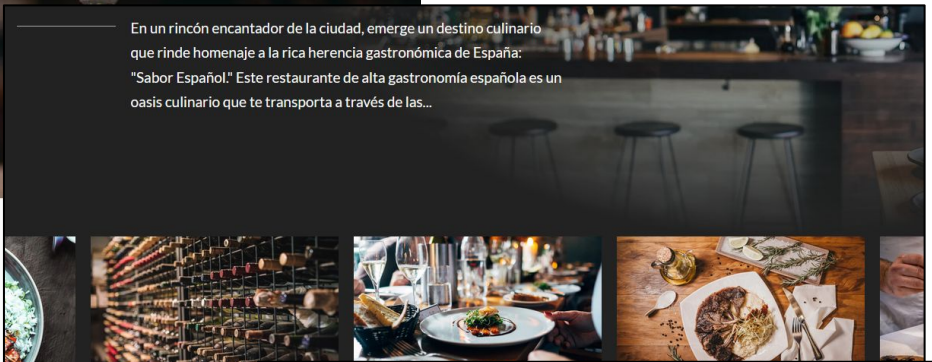 En un rincón encantador de la ciudad, emerge un destino culinario
que rinde homenaje a la rica herencia gastronómica de España:
"Sabor Español." Este restaurante de alta gastronomía española es un
oasis culinario que te transporta a través de las...